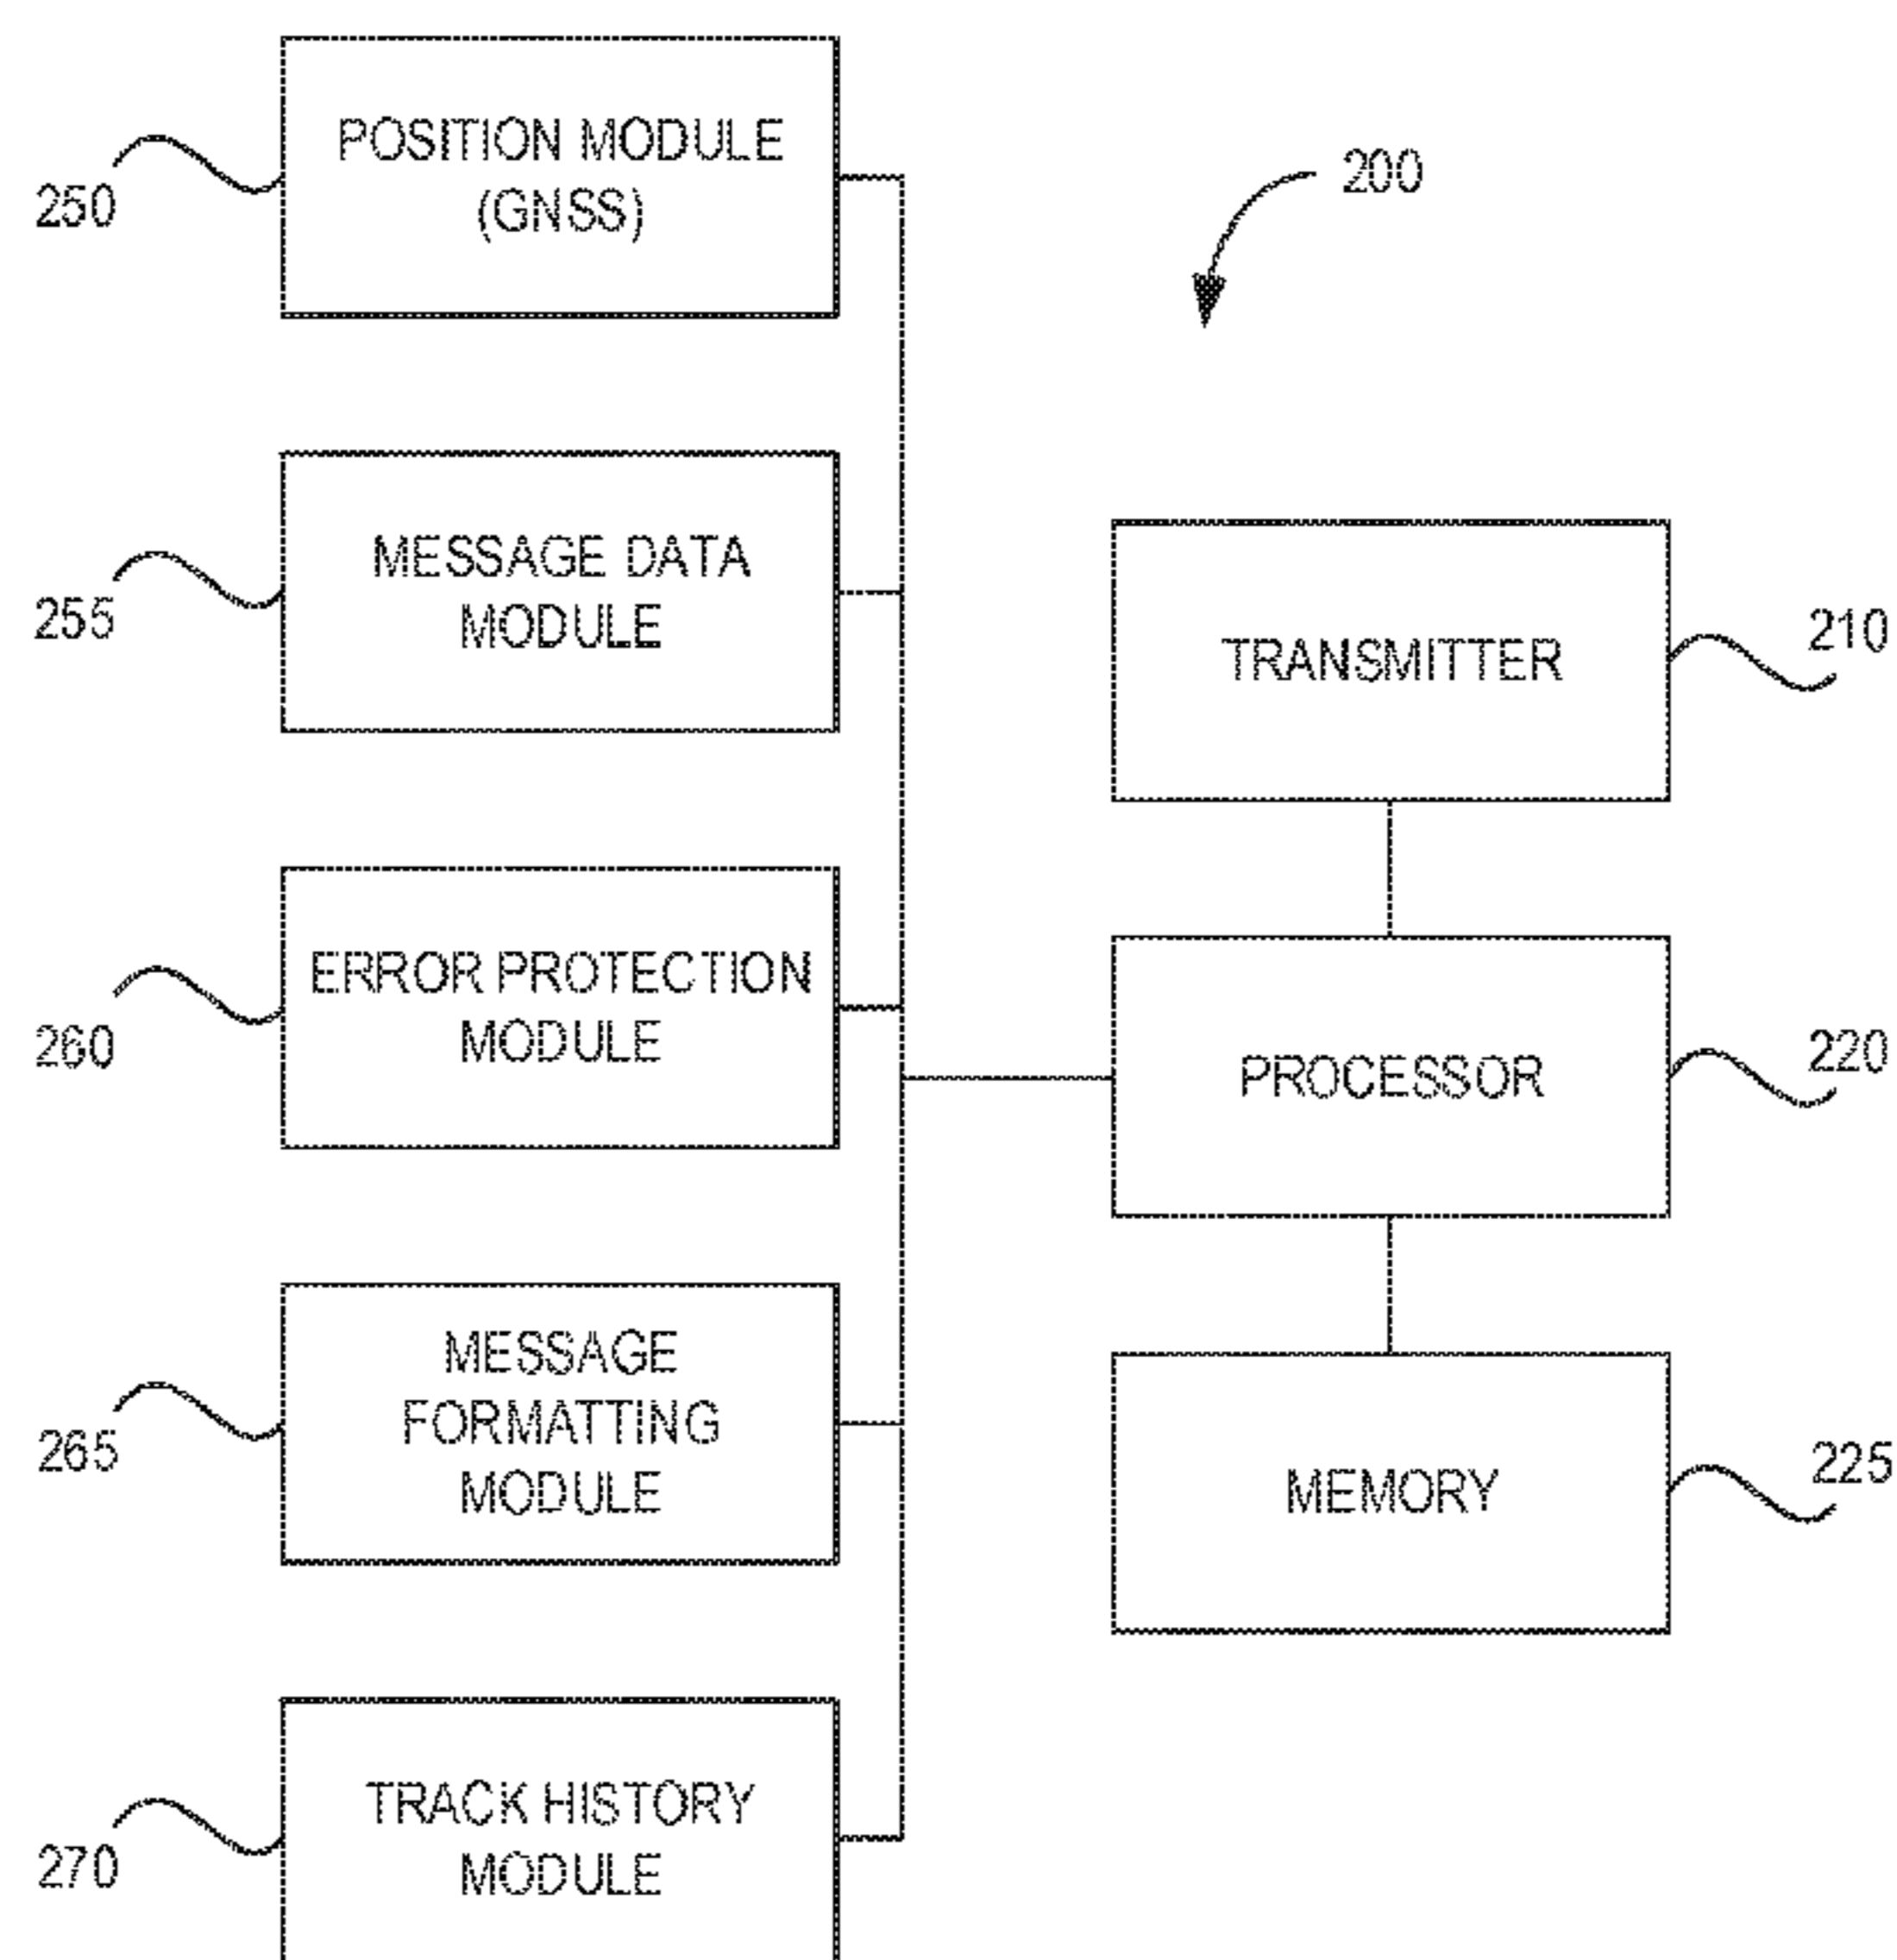 POSITION MODULE
(GNSS)
250
200
MESSAGE DATA
MODULE
255
TRANSMITTER
210
ERROR PROTECTION
MODULE
260
PROCESSOR
220
MESSAGE
FORMATTING
MODULE
265
MEMORY
225
TRACK HISTORY
MODULE
270